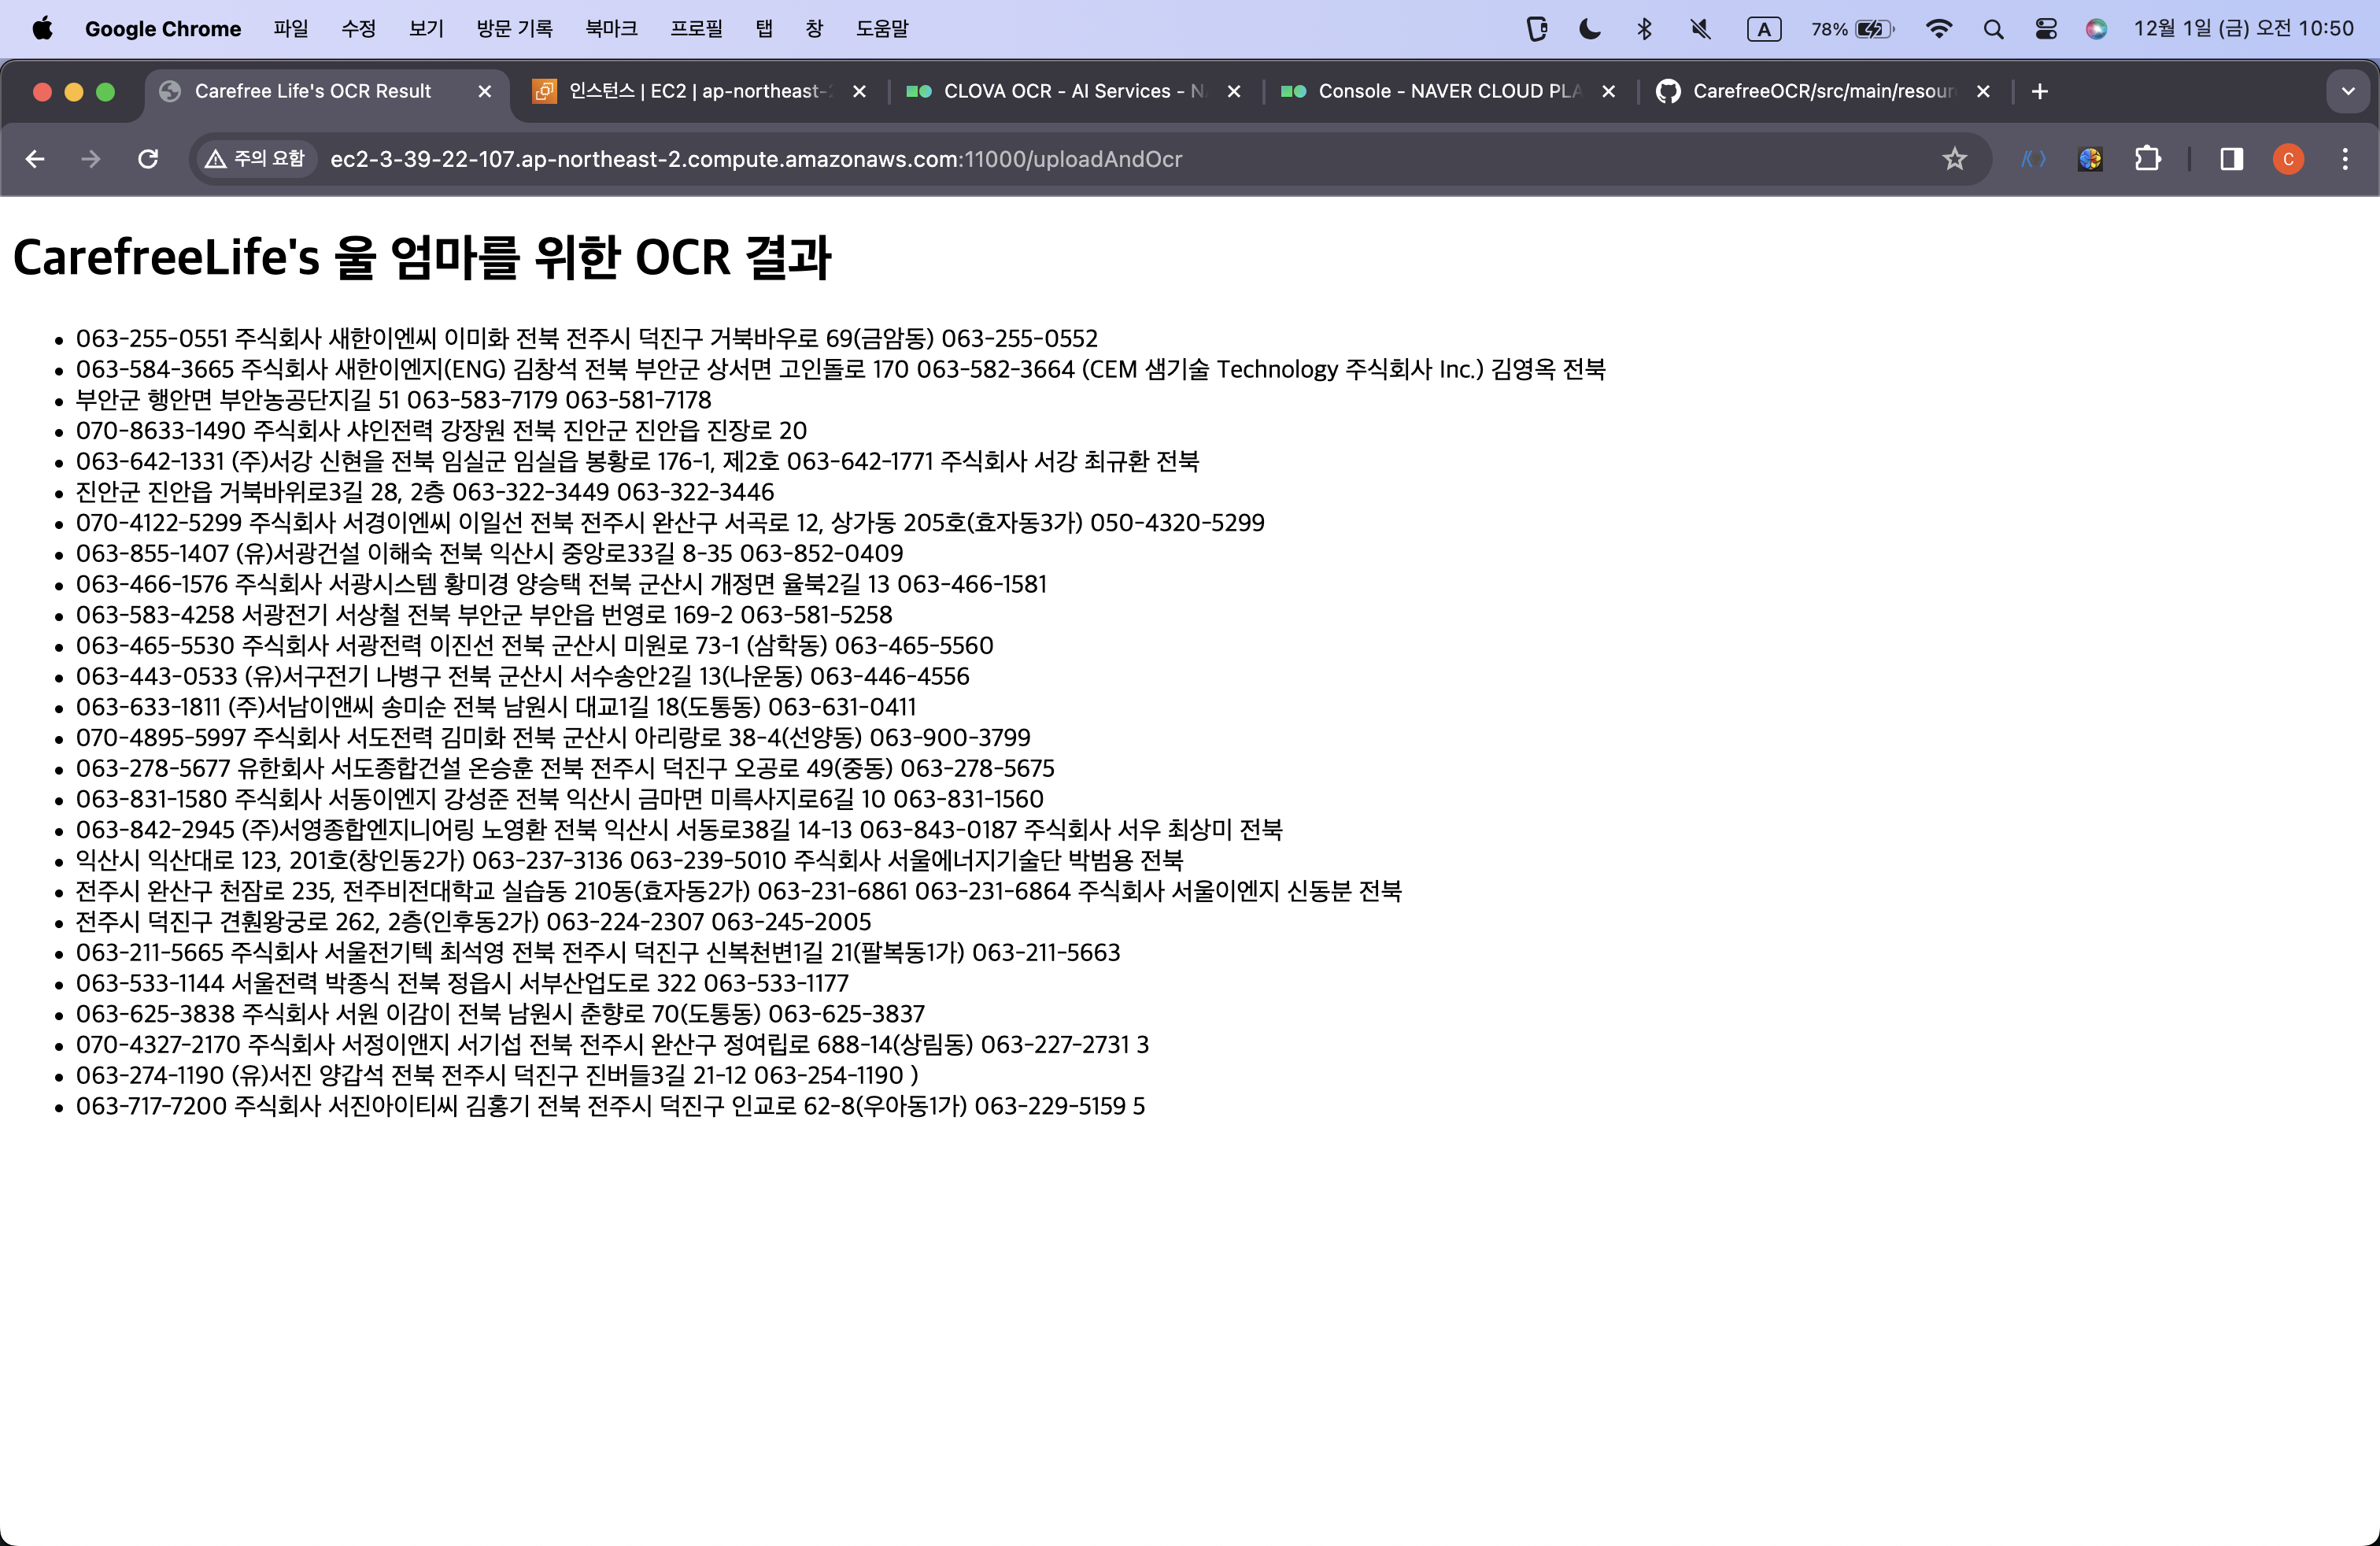 Google Chrome 파일 수정 보기 방문 기록 북마크 프로필 탭 창 도움말 A 78% 12월 1일 (금) 오전 10:50
Carefree Life's OCR Result 인스턴스 | EC2 | ap-northeast-2 CLOVA OCR - AI Services - N Console - NAVER CLOUD PLA CarefreeOCR/src/main/resour
주의 요함 ec2-3-39-22-107.ap-northeast-2.compute.amazonaws.com:11000/uploadAndOcr C
CarefreeLife's 울 엄마를 위한 OCR 결과
063-255-0551 주식회사 새한이엔씨 이미화 전북 전주시 덕진구 거북바우로 69(금암동) 063-255-0552
063-584-3665 주식회사 새한이엔지(ENG) 김창석 전북 부안군 상서면 고인돌로 170 063-582-3664 (CEM 샘기술 Technology 주식회사 Inc.) 김영옥 전북
부안군 행안면 부안농공단지길 51 063-583-7179 063-581-7178
070-8633-1490 주식회사 샤인전력 강장원 전북 진안군 진안읍 진장로 20
063-642-1331 (주)서강 신현을 전북 임실군 임실읍 봉황로 176-1, 제2호 063-642-1771 주식회사 서강 최규환 전북
진안군 진안읍 거북바위로3길 28, 2층 063-322-3449 063-322-3446
070-4122-5299 주식회사 서경이엔씨 이일선 전북 전주시 완산구 서곡로 12, 상가동 205호(효자동3가) 050-4320-5299
063-855-1407 (유)서광건설 이해숙 전북 익산시 중앙로33길 8-35 063-852-0409
063-466-1576 주식회사 서광시스템 황미경 양승택 전북 군산시 개정면 율북2길 13 063-466-1581
063-583-4258 서광전기 서상철 전북 부안군 부안읍 번영로 169-2 063-581-5258
063-465-5530 주식회사 서광전력 이진선 전북 군산시 미원로 73-1 (삼학동) 063-465-5560
063-443-0533 (유)서구전기 나병구 전북 군산시 서수송안2길 13(나운동) 063-446-4556
063-633-1811 (주)서남이앤씨 송미순 전북 남원시 대교1길 18(도통동) 063-631-0411
070-4895-5997 주식회사 서도전력 김미화 전북 군산시 아리랑로 38-4(선양동) 063-900-3799
063-278-5677 유한회사 서도종합건설 온승훈 전북 전주시 덕진구 오공로 49(중동) 063-278-5675
063-831-1580 주식회사 서동이엔지 강성준 전북 익산시 금마면 미륵사지로6길 10 063-831-1560
063-842-2945 (주)서영종합엔지니어링 노영환 전북 익산시 서동로38길 14-13 063-843-0187 주식회사 서우 최상미 전북
익산시 익산대로 123, 201호(창인동2가) 063-237-3136 063-239-5010 주식회사 서울에너지기술단 박범용 전북
전주시 완산구 천잠로 235, 전주비전대학교 실습동 210동(효자동2가) 063-231-6861 063-231-6864 주식회사 서울이엔지 신동분 전북
전주시 덕진구 견훤왕궁로 262, 2층(인후동2가) 063-224-2307 063-245-2005
063-211-5665 주식회사 서울전기텍 최석영 전북 전주시 덕진구 신복천변1길 21(팔복동1가) 063-211-5663
063-533-1144 서울전력 박종식 전북 정읍시 서부산업도로 322 063-533-1177
063-625-3838 주식회사 서원 이감이 전북 남원시 춘향로 70(도통동) 063-625-3837
070-4327-2170 주식회사 서정이앤지 서기섭 전북 전주시 완산구 정여립로 688-14(상림동) 063-227-2731 3
063-274-1190 (유)서진 양갑석 전북 전주시 덕진구 진버들3길 21-12 063-254-1190 )
063-717-7200 주식회사 서진아이티씨 김홍기 전북 전주시 덕진구 인교로 62-8(우아동1가) 063-229-5159 5